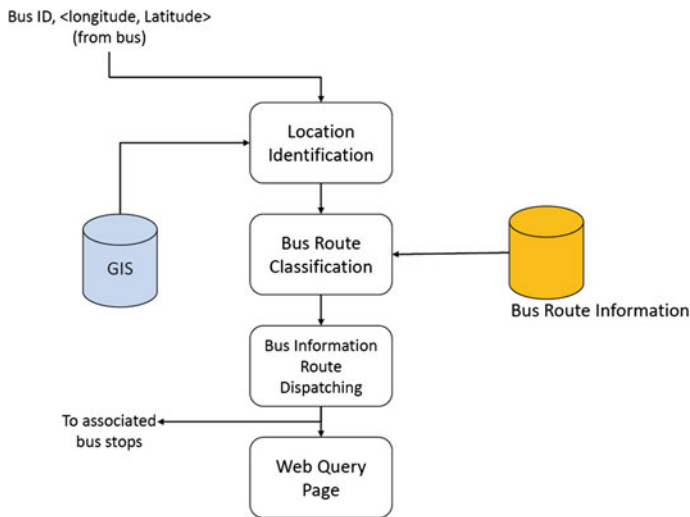 Bus ID, <longitude, Latitude>
(from bus)
Location
Identification
GIS
Bus Route
Classification
Bus Route Information
Bus Information
Route
Dispatching
To associated
bus stops
Web Query
Page